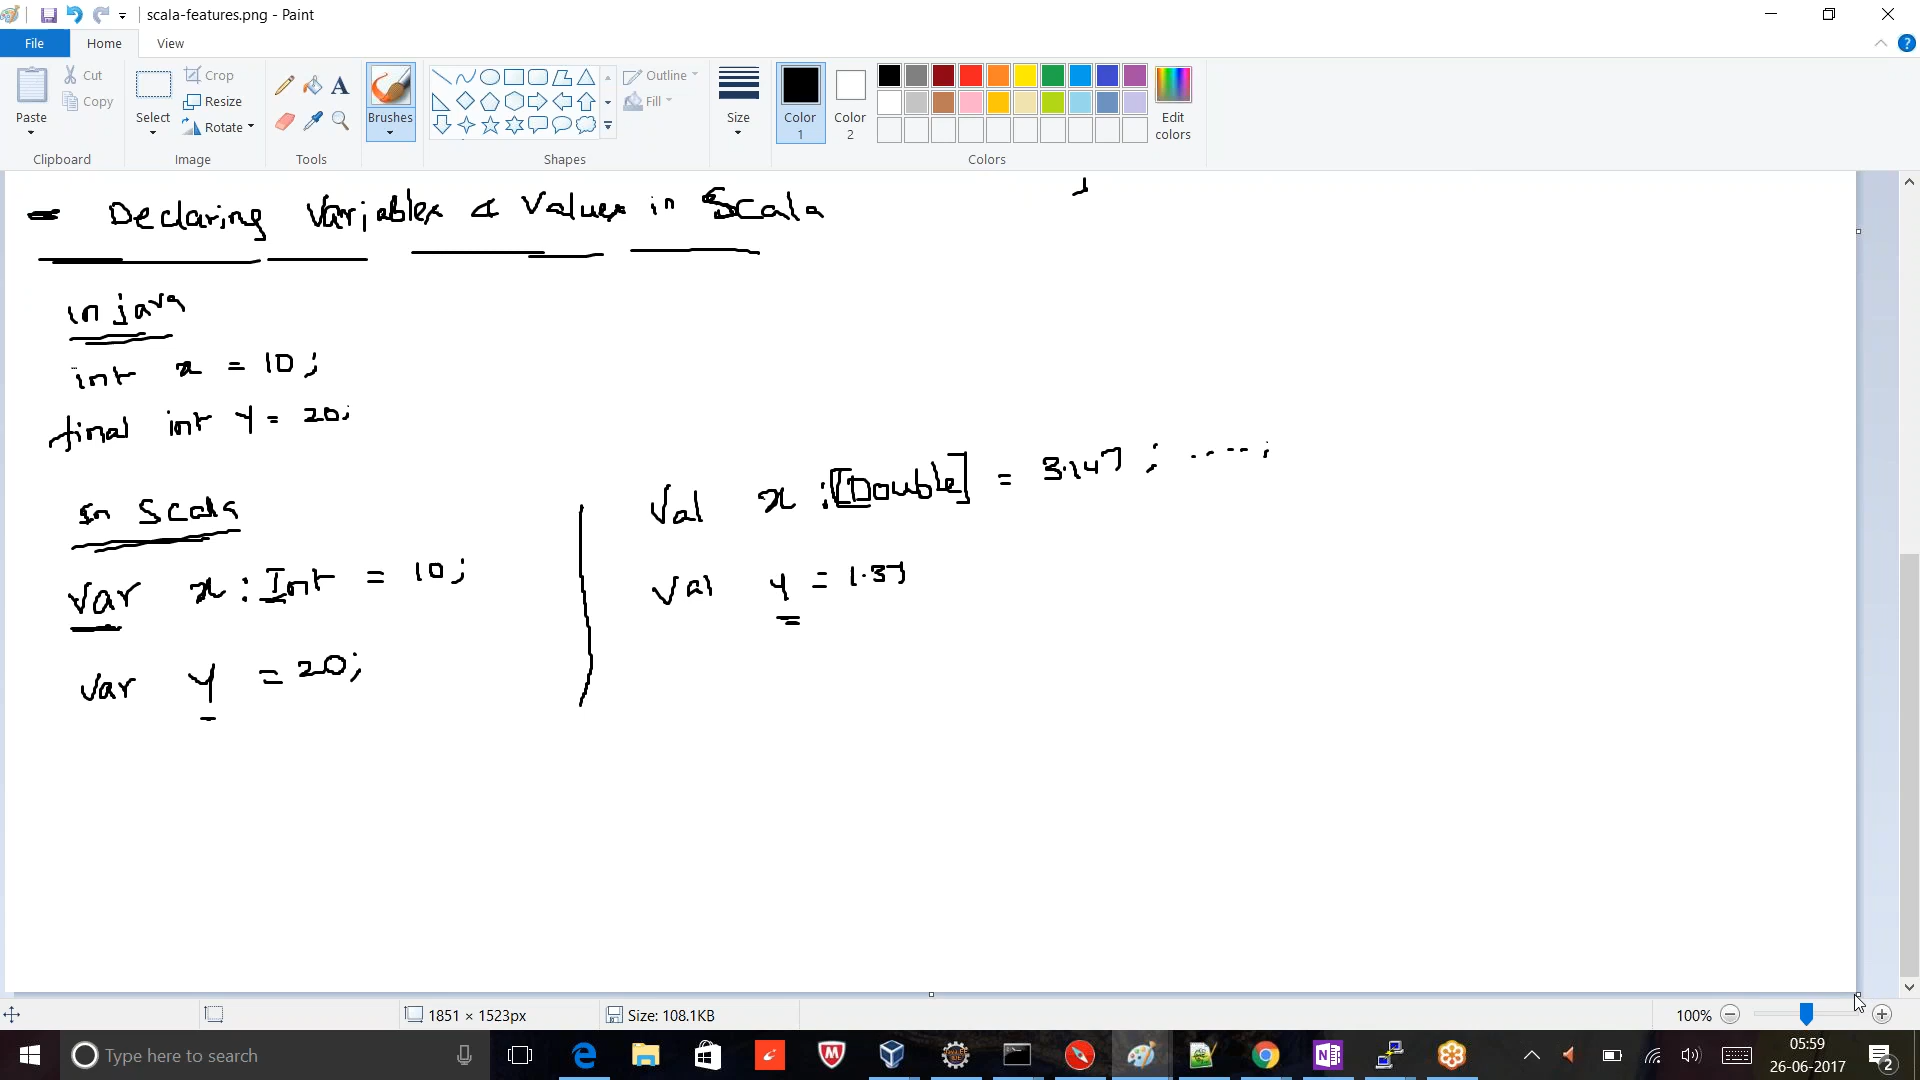 scala-features.png - Paint
File Home View
Paste
Cut
Copy
Clipboard
Select
Crop
Resize
Rotate
Image
Tools
Brushes
Shapes
Outline
Fill
Size
Color 1
Color 2
Edit colors
Colors
= Declaring Variables & Values in Scala
in java
int x = 10;
final int y = 20;
In Scala
var x : Int = 10;
var y = 20;
Val x :[Double] = 3.147 ; ....;
Val y = 1.37
1851 × 1523px
Size: 108.1KB
100%
Type here to search
05:59
26-06-2017
2